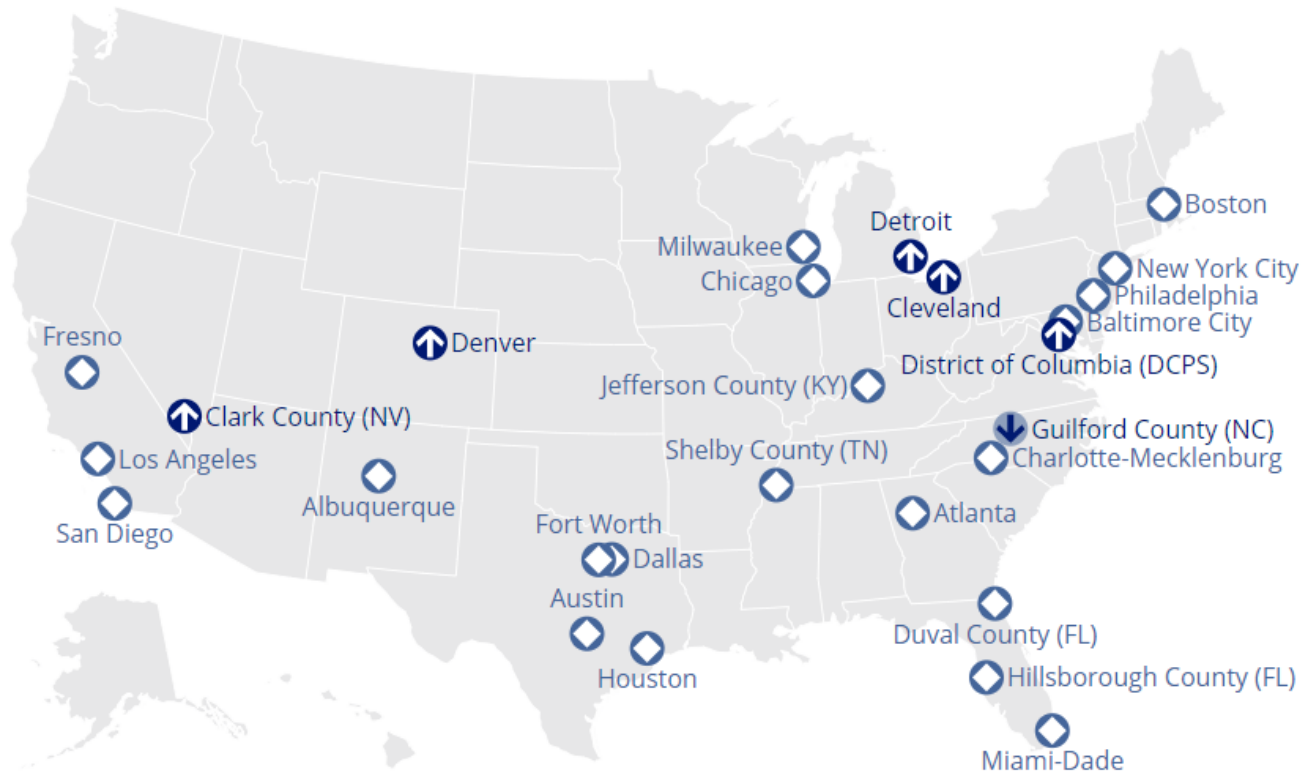 Boston
Detroit
Milwaukee
New York City
Chicago
Philadelphia
Cleveland
Baltimore City
Fresno
Denver
District of Columbia (DCPS)
Jefferson County (KY)
Clark County (NV)
Guilford County (NC)
Shelby County (TN)
Los Angeles
Charlotte-Mecklenburg
Albuquerque
Atlanta
Fort Worth
San Diego
Dallas
Austin
Duval County (FL)
Houston
Hillsborough County (FL)
Miami-Dade